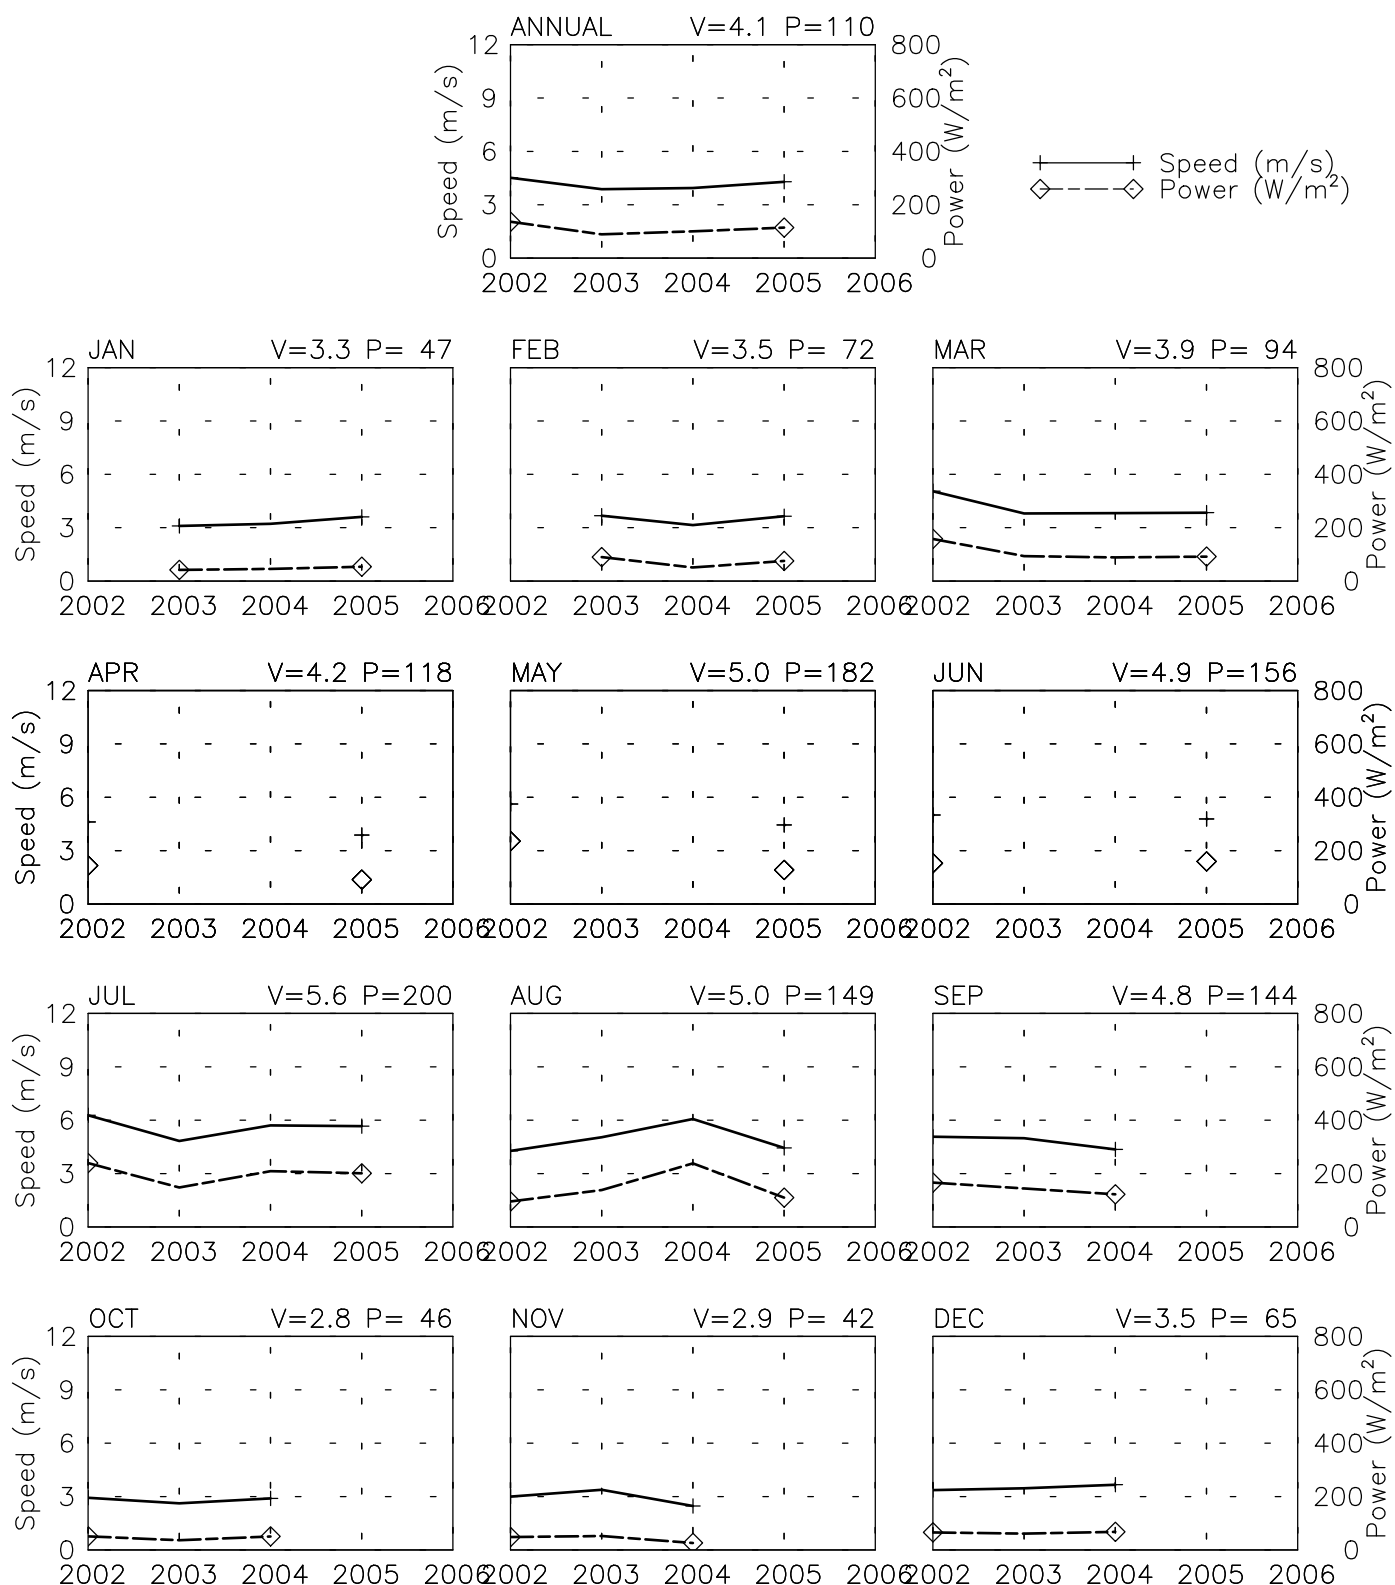 ANNUAL V=4.1 P=110
12 9 6 3 0
Speed (m/s)
800 600 400 200 0
Power (W/m²)
2002 2003 2004 2005 2006
Speed (m/s)
Power (W/m²)
JAN V=3.3 P= 47
FEB V=3.5 P= 72
MAR V=3.9 P= 94
12 9 6 3 0
Speed (m/s)
800 600 400 200 0
Power (W/m²)
2002 2003 2004 2005 2006
2002 2003 2004 2005 2006
2002 2003 2004 2005 2006
APR V=4.2 P=118
MAY V=5.0 P=182
JUN V=4.9 P=156
12 9 6 3 0
Speed (m/s)
800 600 400 200 0
Power (W/m²)
2002 2003 2004 2005 2006
2002 2003 2004 2005 2006
2002 2003 2004 2005 2006
JUL V=5.6 P=200
AUG V=5.0 P=149
SEP V=4.8 P=144
12 9 6 3 0
Speed (m/s)
800 600 400 200 0
Power (W/m²)
2002 2003 2004 2005 2006
2002 2003 2004 2005 2006
2002 2003 2004 2005 2006
OCT V=2.8 P= 46
NOV V=2.9 P= 42
DEC V=3.5 P= 65
12 9 6 3 0
Speed (m/s)
800 600 400 200 0
Power (W/m²)
2002 2003 2004 2005 2006
2002 2003 2004 2005 2006
2002 2003 2004 2005 2006